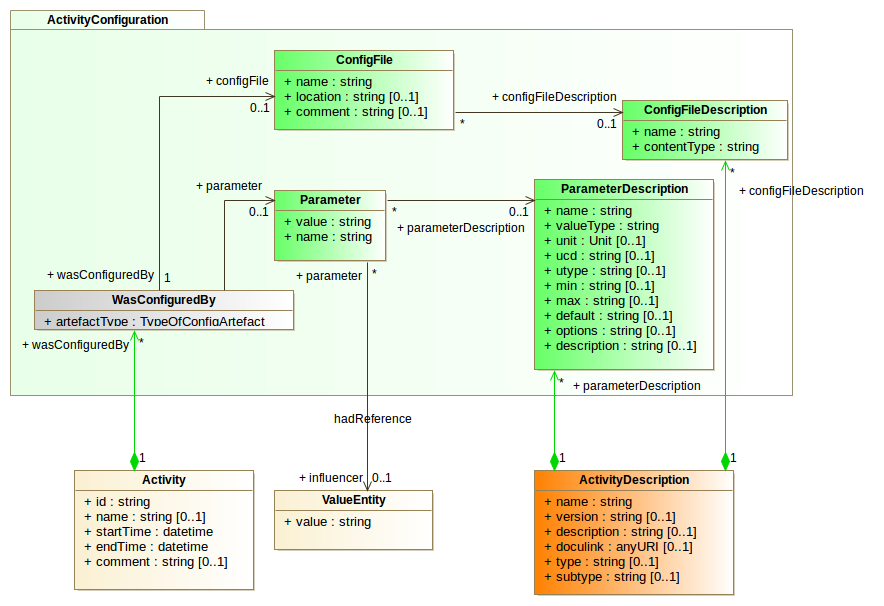 ActivityConfiguration
ConfigFile
+ name : string
+ location : string [0..1]
+ comment : string [0..1]
+ configFile
0..1
+ configFileDescription
*
0..1
ConfigFileDescription
+ name : string
+ contentType : string
*
+ configFileDescription
+ parameter
0..1
Parameter
+ value : string
+ name : string
*
0..1
+ parameterDescription
ParameterDescription
+ name : string
+ valueType : string
+ unit : Unit [0..1]
+ ucd : string [0..1]
+ utype : string [0..1]
+ min : string [0..1]
+ max : string [0..1]
+ default : string [0..1]
+ options : string [0..1]
+ description : string [0..1]
+ wasConfiguredBy
1
+ parameter
*
WasConfiguredBy
+ artefactType : TypeOfConfigArtefact
+ wasConfiguredBy
*
* + parameterDescription
hadReference
1
+ influencer
0..1
1
1
Activity
+ id : string
+ name : string [0..1]
+ startTime : datetime
+ endTime : datetime
+ comment : string [0..1]
ValueEntity
+ value : string
ActivityDescription
+ name : string
+ version : string [0..1]
+ description : string [0..1]
+ doculink : anyURI [0..1]
+ type : string [0..1]
+ subtype : string [0..1]